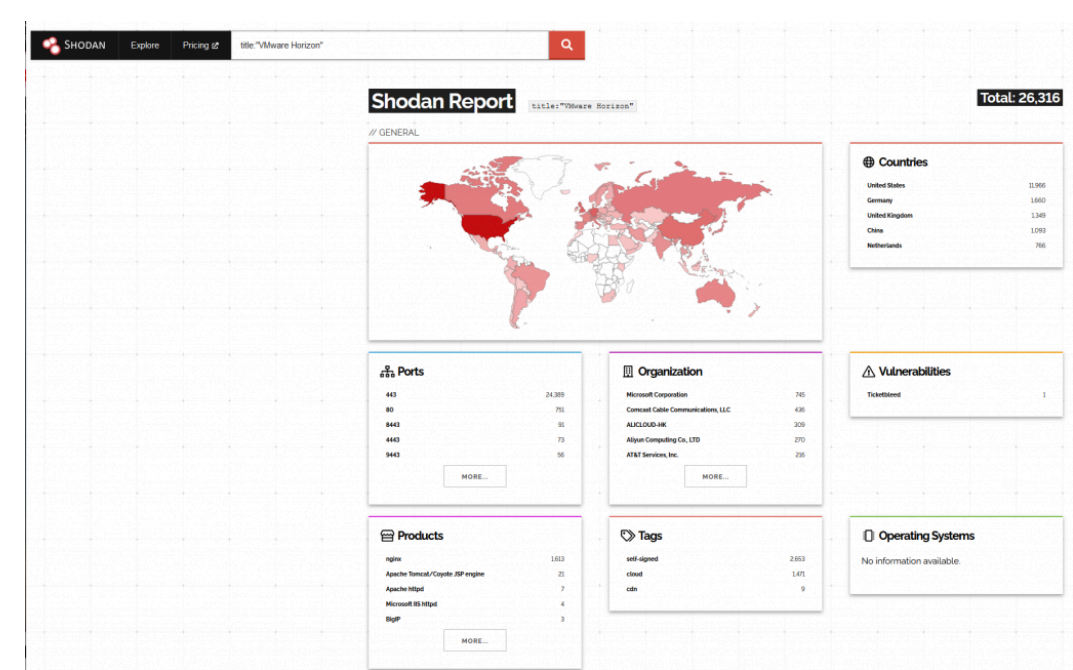 SHODAN Explore Pricing title:"VMware Horizon"
Shodan Report title:"VMware Horizon" Total: 26,316
// GENERAL
Countries
United States 11,966
Germany 1,660
United Kingdom 1,349
China 1,093
Netherlands 766
Ports
443 24,389
80 751
8443 91
4443 73
9443 56
MORE...
Organization
Microsoft Corporation 745
Comcast Cable Communications, LLC 436
ALICLOUD-HK 309
Aliyun Computing Co., LTD 270
AT&T Services, Inc. 216
MORE...
Vulnerabilities
Ticketbleed 1
Products
nginx 1,613
Apache Tomcat/Coyote JSP engine 21
Apache httpd 7
Microsoft IIS httpd 4
BigIP 3
MORE...
Tags
self-signed 2,653
cloud 1,471
cdn 9
Operating Systems
No information available.